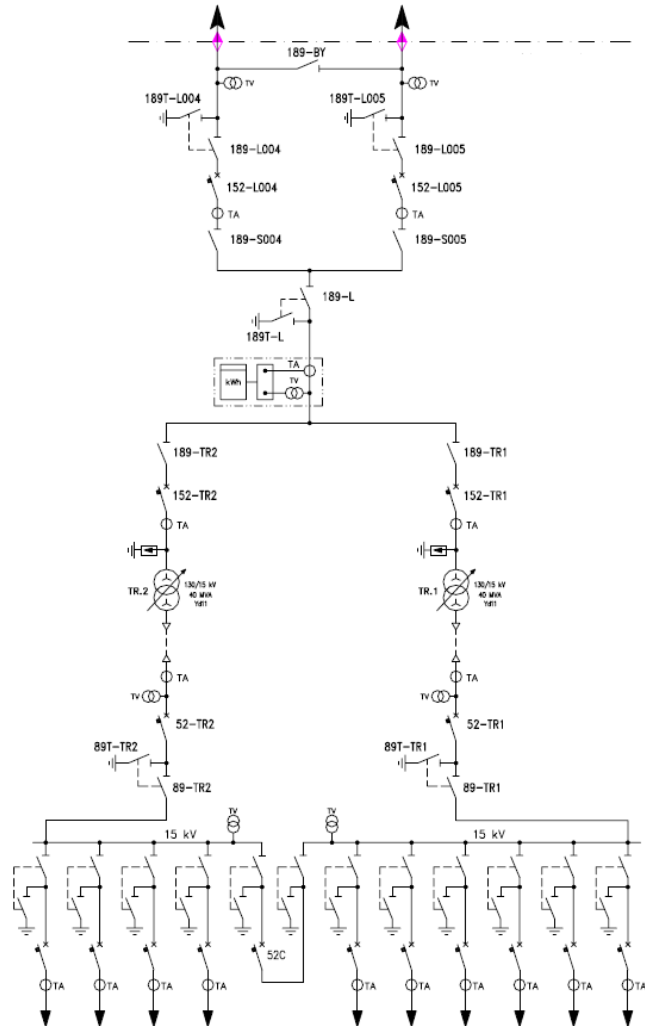 189-BY
TV
TV
189T-L004
189T-L005
189-L004
189-L005
152-L004
152-L005
TA
TA
189-S004
189-S005
189-L
189T-L
TA
kWh
TV
189-TR2
189-TR1
152-TR2
152-TR1
TA
TA
TR.2
130/15 kV
40 MVA
Yd11
TR.1
130/15 kV
40 MVA
Yd11
TA
TA
TV
TV
52-TR2
52-TR1
89T-TR2
89T-TR1
89-TR2
89-TR1
TV
TV
15 kV
15 kV
52C
TA
TA
TA
TA
TA
TA
TA
TA
TA
TA